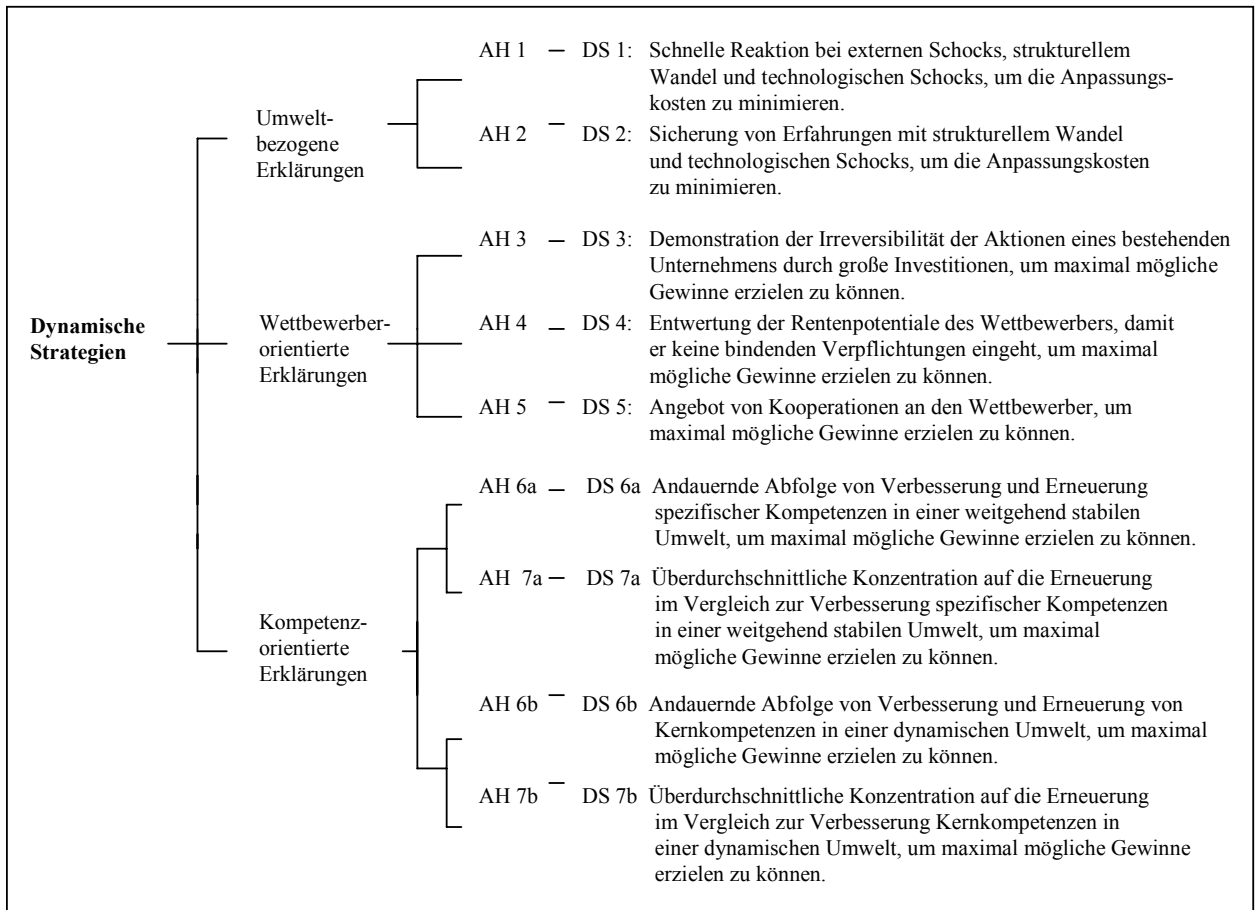 AH 1 – DS 1: Schnelle Reaktion bei externen Schocks, strukturellem
Wandel und technologischen Schocks, um die Anpassungs-
kosten zu minimieren.
Umwelt-
bezogene
Erklärungen
AH 2 – DS 2: Sicherung von Erfahrungen mit strukturellem Wandel
und technologischen Schocks, um die Anpassungskosten
zu minimieren.
AH 3 – DS 3: Demonstration der Irreversibilität der Aktionen eines bestehenden
Unternehmens durch große Investitionen, um maximal mögliche
Gewinne erzielen zu können.
Dynamische
Strategien
Wettbewerber-
orientierte
Erklärungen
AH 4 – DS 4: Entwertung der Rentenpotentiale des Wettbewerbers, damit
er keine bindenden Verpflichtungen eingeht, um maximal
mögliche Gewinne erzielen zu können.
AH 5 – DS 5: Angebot von Kooperationen an den Wettbewerber, um
maximal mögliche Gewinne erzielen zu können.
AH 6a – DS 6a Andauernde Abfolge von Verbesserung und Erneuerung
spezifischer Kompetenzen in einer weitgehend stabilen
Umwelt, um maximal mögliche Gewinne erzielen zu können.
AH 7a – DS 7a Überdurchschnittliche Konzentration auf die Erneuerung
im Vergleich zur Verbesserung spezifischer Kompetenzen
in einer weitgehend stabilen Umwelt, um maximal
mögliche Gewinne erzielen zu können.
Kompetenz-
orientierte
Erklärungen
AH 6b – DS 6b Andauernde Abfolge von Verbesserung und Erneuerung von
Kernkompetenzen in einer dynamischen Umwelt, um maximal
mögliche Gewinne erzielen zu können.
AH 7b – DS 7b Überdurchschnittliche Konzentration auf die Erneuerung
im Vergleich zur Verbesserung Kernkompetenzen in
einer dynamischen Umwelt, um maximal mögliche Gewinne
erzielen zu können.